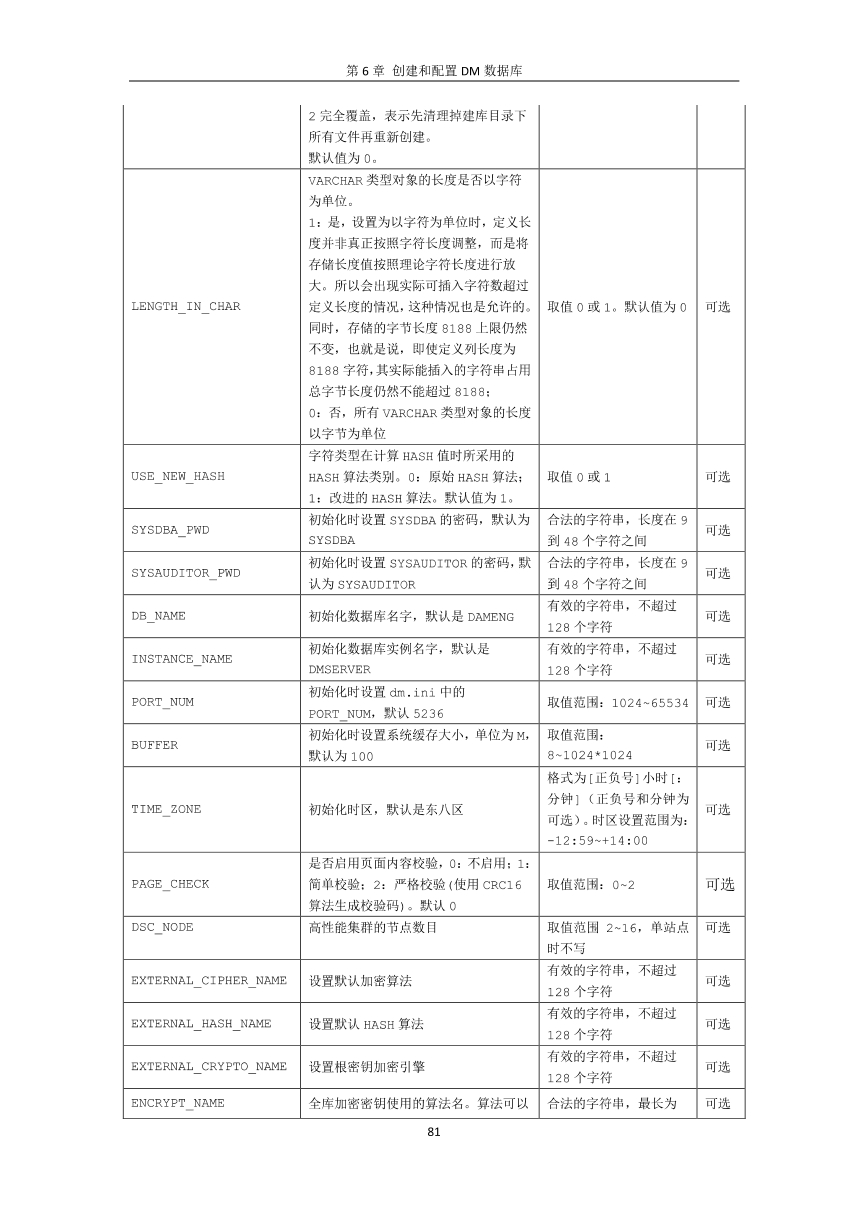 第 6 章 创建和配置 DM 数据库
2 完全覆盖，表示先清理掉建库目录下
所有文件再重新创建。
默认值为 0。
LENGTH_IN_CHAR
VARCHAR 类型对象的长度是否以字符
为单位。
1：是，设置为以字符为单位时，定义长
度并非真正按照字符长度调整，而是将
存储长度值按照理论字符长度进行放
大。所以会出现实际可插入字符数超过
定义长度的情况，这种情况也是允许的。
同时，存储的字节长度 8188 上限仍然
不变，也就是说，即使定义列长度为
8188 字符，其实际能插入的字符串占用
总字节长度仍然不能超过 8188；
0：否，所有 VARCHAR 类型对象的长度
以字节为单位
取值 0 或 1。默认值为 0
可选
USE_NEW_HASH
字符类型在计算 HASH 值时所采用的
HASH 算法类别。0：原始 HASH 算法；
1：改进的 HASH 算法。默认值为 1。
取值 0 或 1
可选
SYSDBA_PWD
初始化时设置 SYSDBA 的密码，默认为
SYSDBA
合法的字符串，长度在 9
到 48 个字符之间
可选
SYSAUDITOR_PWD
初始化时设置 SYSAUDITOR 的密码，默
认为 SYSAUDITOR
合法的字符串，长度在 9
到 48 个字符之间
可选
DB_NAME
初始化数据库名字，默认是 DAMENG
有效的字符串，不超过
128 个字符
可选
INSTANCE_NAME
初始化数据库实例名字，默认是
DMSERVER
有效的字符串，不超过
128 个字符
可选
PORT_NUM
初始化时设置 dm.ini 中的
PORT_NUM，默认 5236
取值范围：1024~65534
可选
BUFFER
初始化时设置系统缓存大小，单位为 M，
默认为 100
取值范围：
8~1024*1024
可选
TIME_ZONE
初始化时区，默认是东八区
格式为[正负号]小时[：
分钟]（正负号和分钟为
可选）。时区设置范围为：
-12:59~+14:00
可选
PAGE_CHECK
是否启用页面内容校验，0：不启用；1：
简单校验；2：严格校验(使用 CRC16
算法生成校验码)。默认 0
取值范围：0~2
可选
DSC_NODE
高性能集群的节点数目
取值范围 2~16，单站点
时不写
可选
EXTERNAL_CIPHER_NAME
设置默认加密算法
有效的字符串，不超过
128 个字符
可选
EXTERNAL_HASH_NAME
设置默认 HASH 算法
有效的字符串，不超过
128 个字符
可选
EXTERNAL_CRYPTO_NAME
设置根密钥加密引擎
有效的字符串，不超过
128 个字符
可选
ENCRYPT_NAME
全库加密密钥使用的算法名。算法可以
合法的字符串，最长为
可选
81